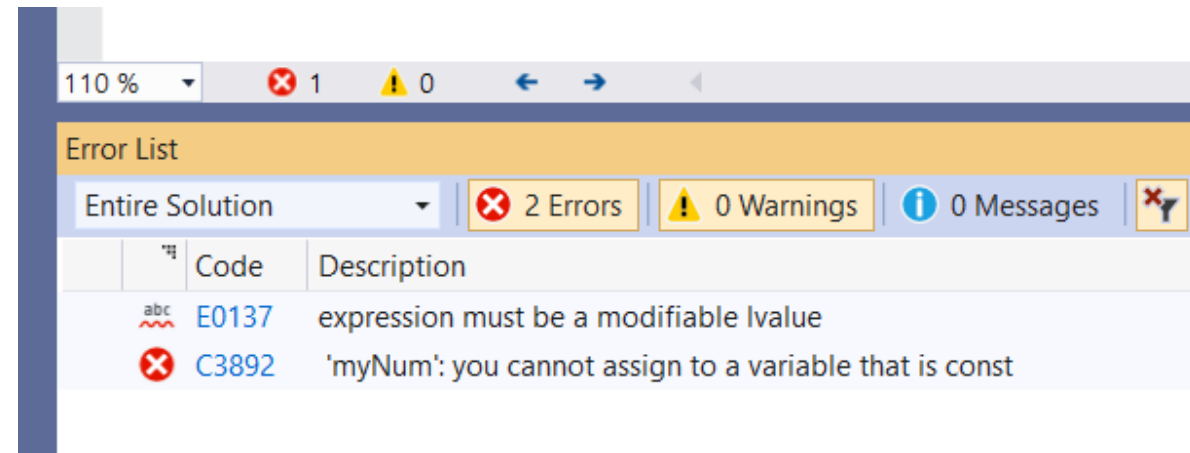 110 % 1 0
Error List
Entire Solution 2 Errors 0 Warnings 0 Messages
Code Description
abc E0137 expression must be a modifiable lvalue
C3892 'myNum': you cannot assign to a variable that is const